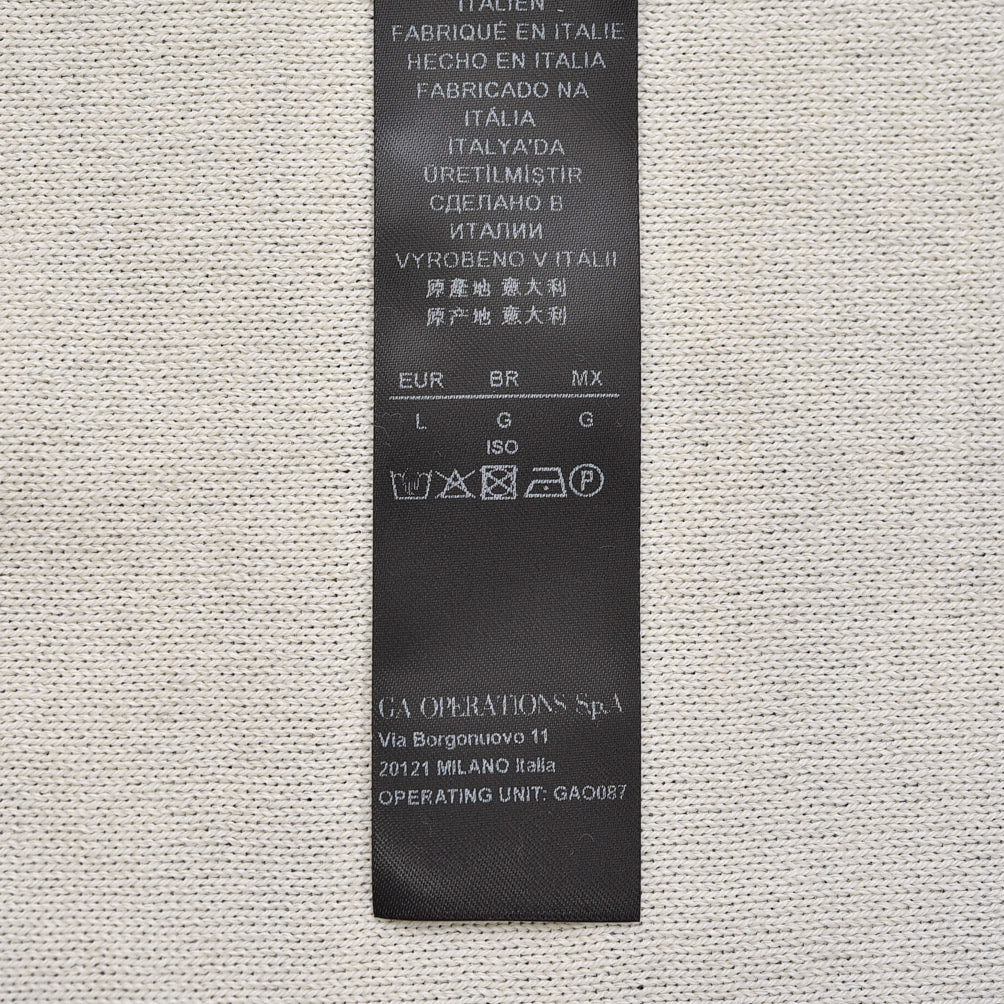 ITALIEN
FABRIQUÉ EN ITALIE
HECHO EN ITALIA
FABRICADO NA
ITÁLIA
İTALYA'DA
ÜRETİLMİŞTİR
СДЕЛАНО В
ИТАЛИИ
VYROBENO V ITÁLII
原產地 意大利
原产地 意大利
EUR BR MX
L G G
ISO
P
GA OPERATIONS SpA
Via Borgonuovo 11
20121 MILANO Italia
OPERATING UNIT: GAO087